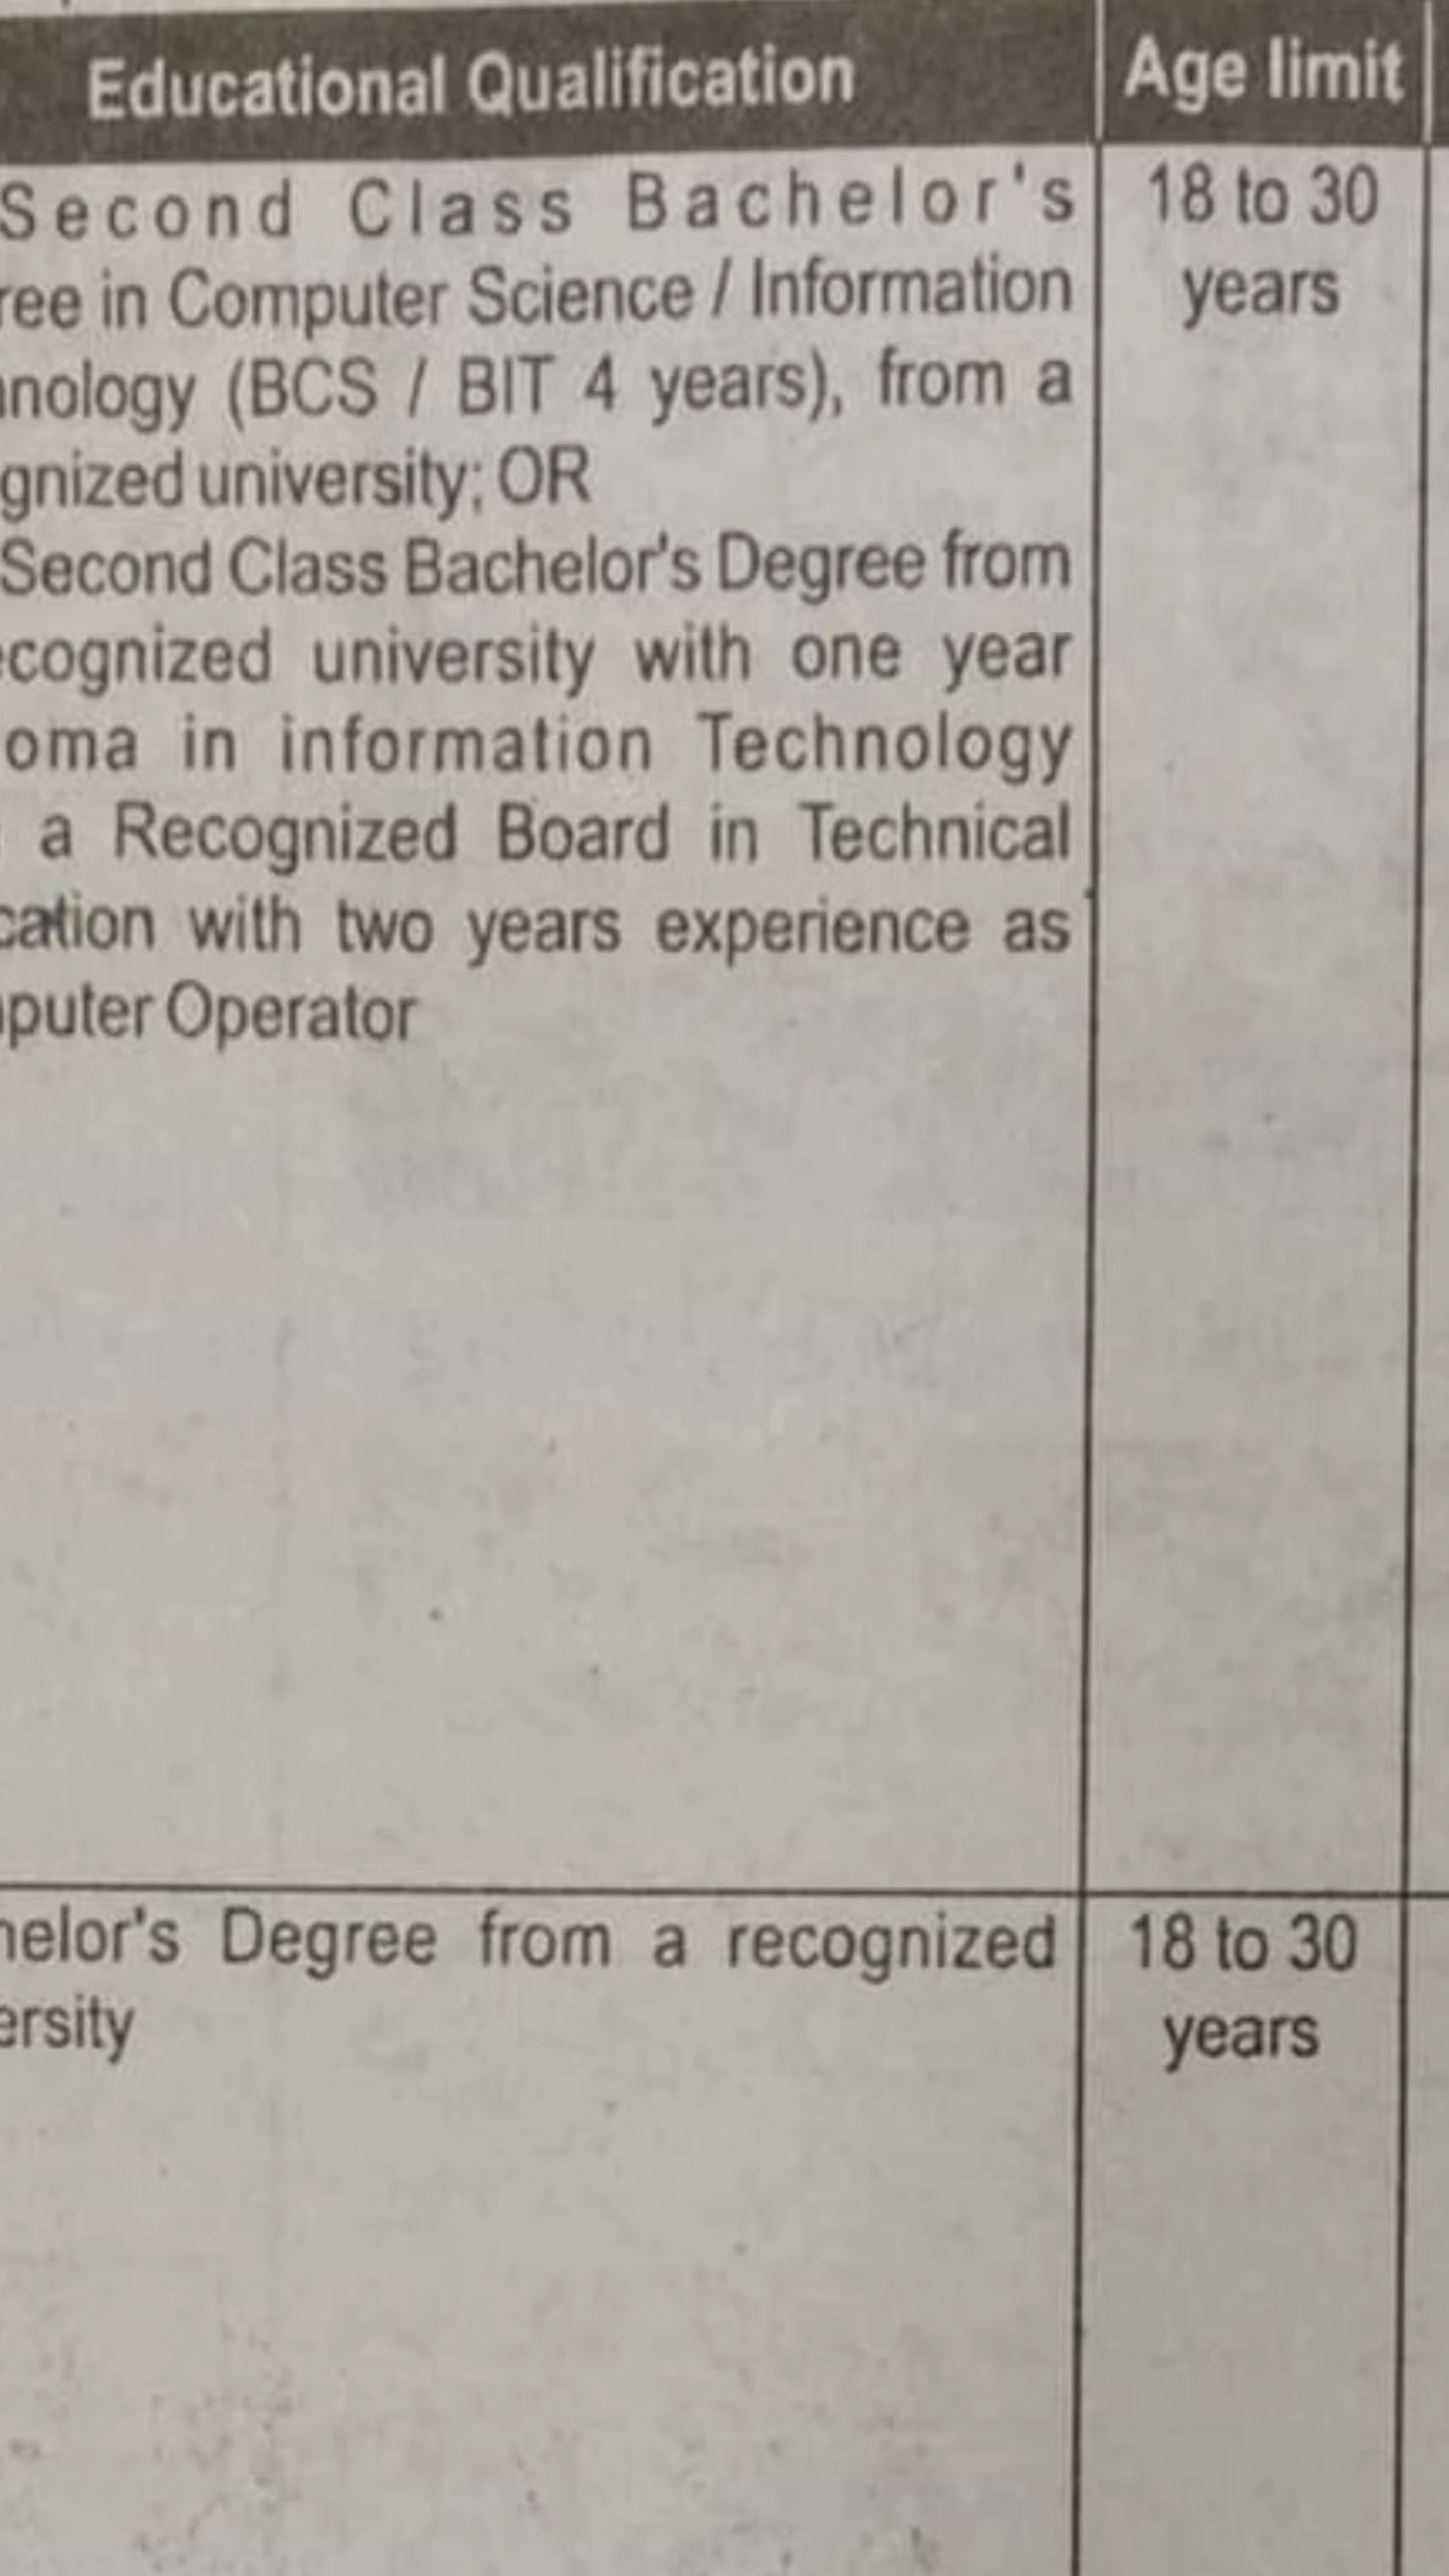 Educational Qualification
Age limit
Second Class Bachelor's
ree in Computer Science / Information
nology (BCS / BIT 4 years), from a
gnized university; OR
Second Class Bachelor's Degree from
ecognized university with one year
oma in information Technology
a Recognized Board in Technical
cation with two years experience as
puter Operator
18 to 30
years
helor's Degree from a recognized
ersity
18 to 30
years